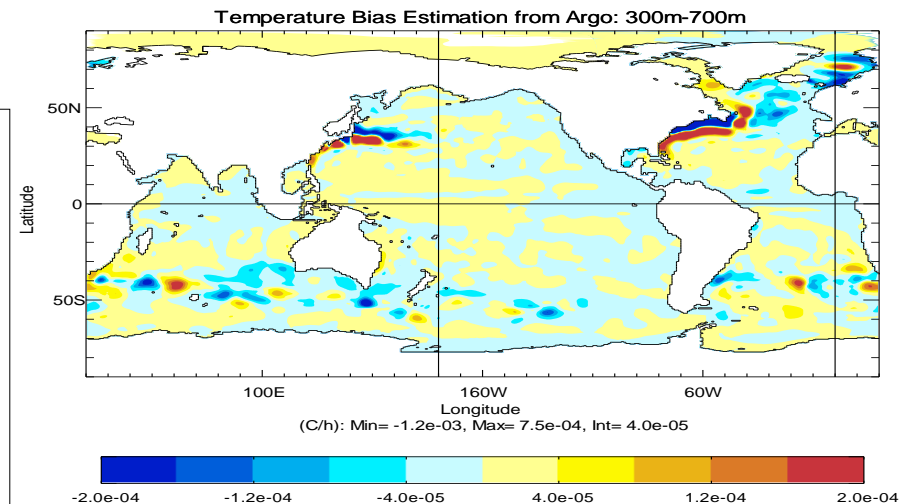 Temperature Bias Estimation from Argo: 300m-700m
50N
0
50S
Latitude
100E 160W 60W
Longitude
(C/h): Min= -1.2e-03, Max= 7.5e-04, Int= 4.0e-05
-2.0e-04 -1.2e-04 -4.0e-05 4.0e-05 1.2e-04 2.0e-04